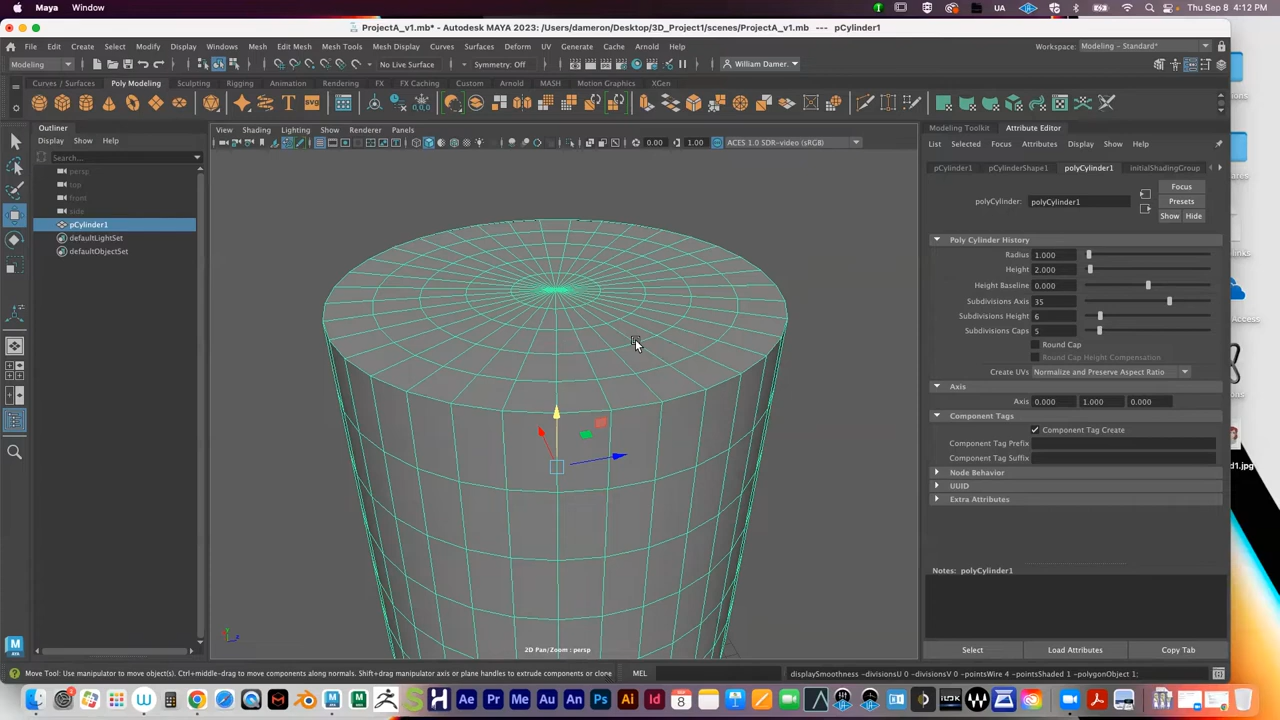 Maya Window UA Thu Sep 8 4:12 PM
ProjectA_v1.mb* - Autodesk MAYA 2023: /Users/dameron/Desktop/3D_Project1/scenes/ProjectA_v1.mb --- pCylinder1
File Edit Create Select Modify Display Windows Mesh Edit Mesh Mesh Tools Mesh Display Curves Surfaces Deform UV Generate Cache Arnold Help Workspace: Modeling - Standard*
Modeling No Live Surface Symmetry: Off William Damer...
Curves / Surfaces Poly Modeling Sculpting Rigging Animation Rendering FX FX Caching Custom Arnold MASH Motion Graphics XGen
Outliner
Display Show Help
Search...
persp
top
front
side
pCylinder1
defaultLightSet
defaultObjectSet
View Shading Lighting Show Renderer Panels
0.00 1.00 ACES 1.0 SDR-video (sRGB)
2D Pan/Zoom : persp
Modeling Toolkit Attribute Editor
List Selected Focus Attributes Display Show Help
pCylinder1 pCylinderShape1 polyCylinder1 initialShadingGroup
polyCylinder: polyCylinder1
Focus
Presets
Show Hide
Poly Cylinder History
Radius 1.000
Height 2.000
Height Baseline 0.000
Subdivisions Axis 35
Subdivisions Height 6
Subdivisions Caps 5
Round Cap
Round Cap Height Compensation
Create UVs Normalize and Preserve Aspect Ratio
Axis
Axis 0.000 1.000 0.000
Component Tags
Component Tag Create
Component Tag Prefix
Component Tag Suffix
Node Behavior
UUID
Extra Attributes
Notes: polyCylinder1
Select Load Attributes Copy Tab
Move Tool: Use manipulator to move object(s). Ctrl+middle-drag to move components along normals. Shift+drag manipulator axis or plane handles to extrude components or clone
MEL
displaySmoothness -divisionsU 0 -divisionsV 0 -pointsWire 4 -pointsShaded 1 -polygonObject 1;